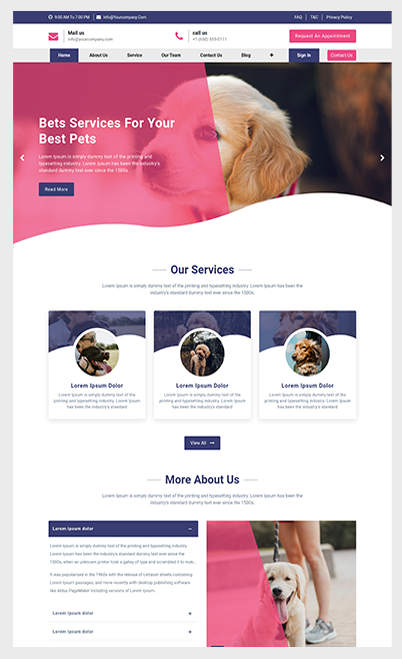 9:00 AM To 7:00 PM | Info@Yourcompany.Com
FAQ | T&C | Privacy Policy
Mail us
info@yourcompany.com
call us
+1 (000) 555-0111
Request An Appointment
Home About Us Service Our Team Contact Us Blog + Sign In Contact Us
Bets Services For Your
Best Pets
Lorem Ipsum is simply dummy text of the printing and
typesetting industry. Lorem Ipsum has been the industry's
standard dummy text ever since the 1500s.
Read More
Our Services
Lorem Ipsum is simply dummy text of the printing and typesetting industry. Lorem Ipsum has been the
industry's standard dummy text ever since the 1500s.
Lorem Ipsum Dolor
Lorem Ipsum is simply dummy text of the
printing and typesetting industry. Lorem Ipsum
has been the industry's standard
Lorem Ipsum Dolor
Lorem Ipsum is simply dummy text of the
printing and typesetting industry. Lorem Ipsum
has been the industry's standard
Lorem Ipsum Dolor
Lorem Ipsum is simply dummy text of the
printing and typesetting industry. Lorem Ipsum
has been the industry's standard
View All
More About Us
Lorem Ipsum is simply dummy text of the printing and typesetting industry. Lorem Ipsum has been the
industry's standard dummy text ever since the 1500s.
Lorem ipsum dolor
Lorem Ipsum is simply dummy text of the printing and typesetting industry.
Lorem Ipsum has been the industry's standard dummy text ever since the
1500s, when an unknown printer took a galley of type and scrambled it to mak..
It was popularised in the 1960s with the release of Letraset sheets containing
Lorem Ipsum passages, and more recently with desktop publishing software
like Aldus PageMaker including versions of Lorem Ipsum.
Lorem ipsum dolor +
Lorem ipsum dolor +